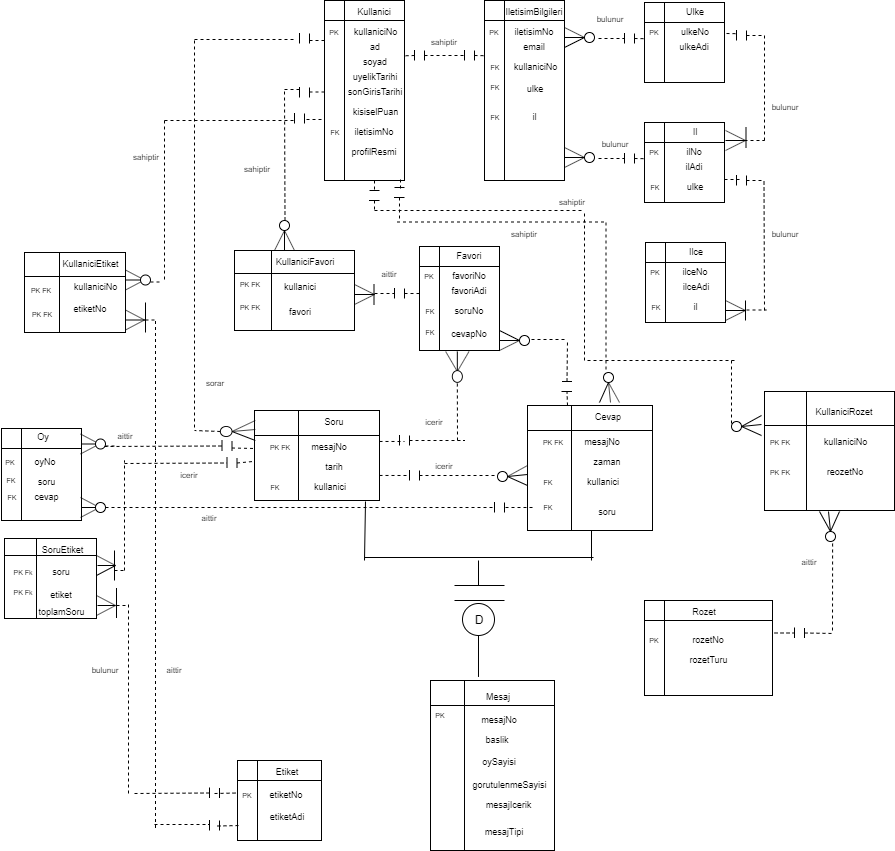 Kullanici
PK
kullaniciNo
ad
soyad
uyelikTarihi
sonGirisTarihi
kisiselPuan
FK
iletisimNo
profilResmi
sahiptir
IletisimBilgileri
PK
iletisimNo
email
FK
kullaniciNo
FK
ulke
FK
il
bulunur
Ulke
PK
ulkeNo
ulkeAdi
bulunur
bulunur
Il
PK
ilNo
ilAdi
FK
ulke
bulunur
Ilce
PK
ilceNo
ilceAdi
FK
il
sahiptir
sahiptir
sahiptir
sahiptir
KullaniciEtiket
PK FK
kullaniciNo
PK FK
etiketNo
KullaniciFavori
PK FK
kullanici
PK FK
favori
aittir
Favori
PK
favoriNo
favoriAdi
FK
soruNo
FK
cevapNo
sorar
icerir
Soru
PK FK
mesajNo
tarih
FK
kullanici
icerir
Cevap
PK FK
mesajNo
zaman
FK
kullanici
FK
soru
KullaniciRozet
PK FK
kullaniciNo
PK FK
reozetNo
Oy
PK
oyNo
FK
soru
FK
cevap
aittir
icerir
aittir
SoruEtiket
PK Fk
soru
PK Fk
etiket
toplamSoru
bulunur
aittir
D
aittir
Rozet
PK
rozetNo
rozetTuru
Mesaj
PK
mesajNo
baslik
oySayisi
gorutulenmeSayisi
mesajIcerik
mesajTipi
Etiket
PK
etiketNo
etiketAdi